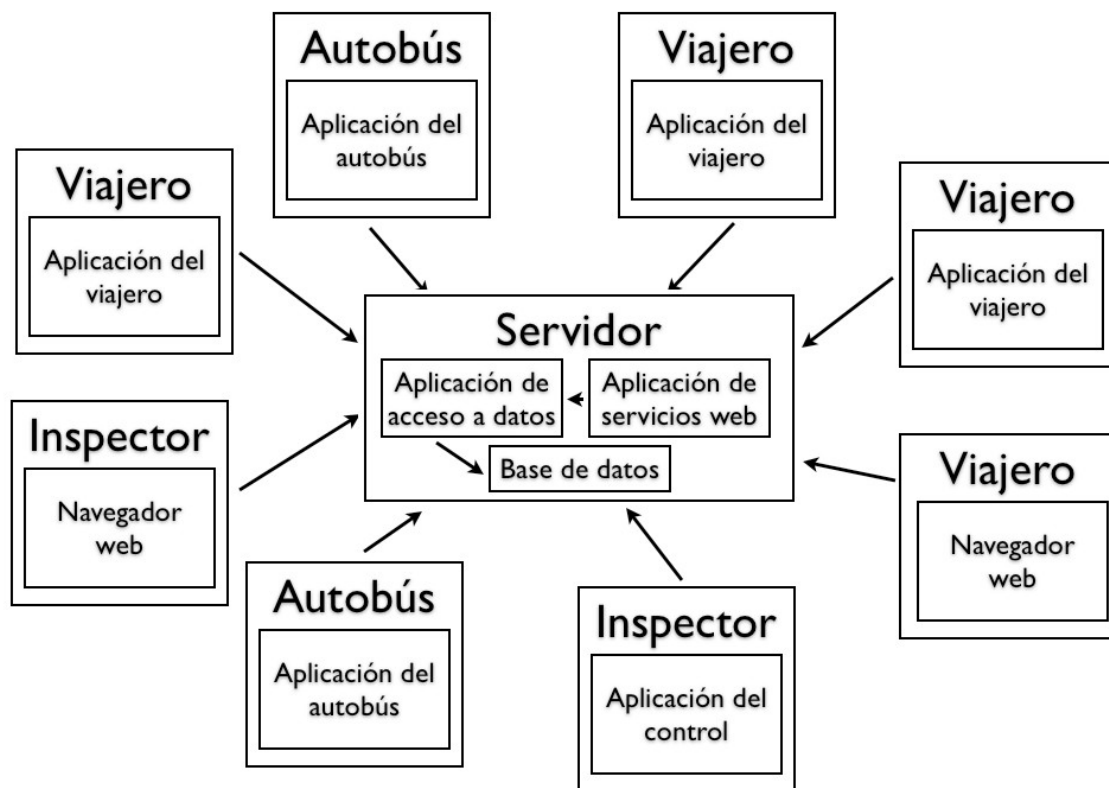 Autobús
Aplicación del
autobús
Viajero
Aplicación del
viajero
Viajero
Aplicación del
viajero
Viajero
Aplicación del
viajero
Servidor
Aplicación de
acceso a datos
Aplicación de
servicios web
Base de datos
Inspector
Navegador
web
Viajero
Navegador
web
Autobús
Aplicación del
autobús
Inspector
Aplicación del
control